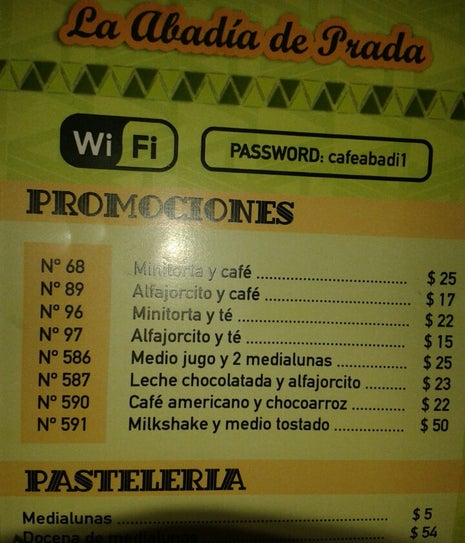 La Abadía de Prada
Wi Fi
PASSWORD: cafeabadi1
PROMOCIONES
Nº 68 Minitorta y café ........................ $ 25
Nº 89 Alfajorcito y café ........................ $ 17
Nº 96 Minitorta y té ........................ $ 22
Nº 97 Alfajorcito y té ........................ $ 15
Nº 586 Medio jugo y 2 medialunas ............ $ 25
Nº 587 Leche chocolatada y alfajorcito ......... $ 23
Nº 590 Café americano y chocoarroz ........... $ 22
Nº 591 Milkshake y medio tostado .............. $ 50
PASTELERIA
Medialunas ........................ $ 5
Docena de medialunas ........................ $ 54